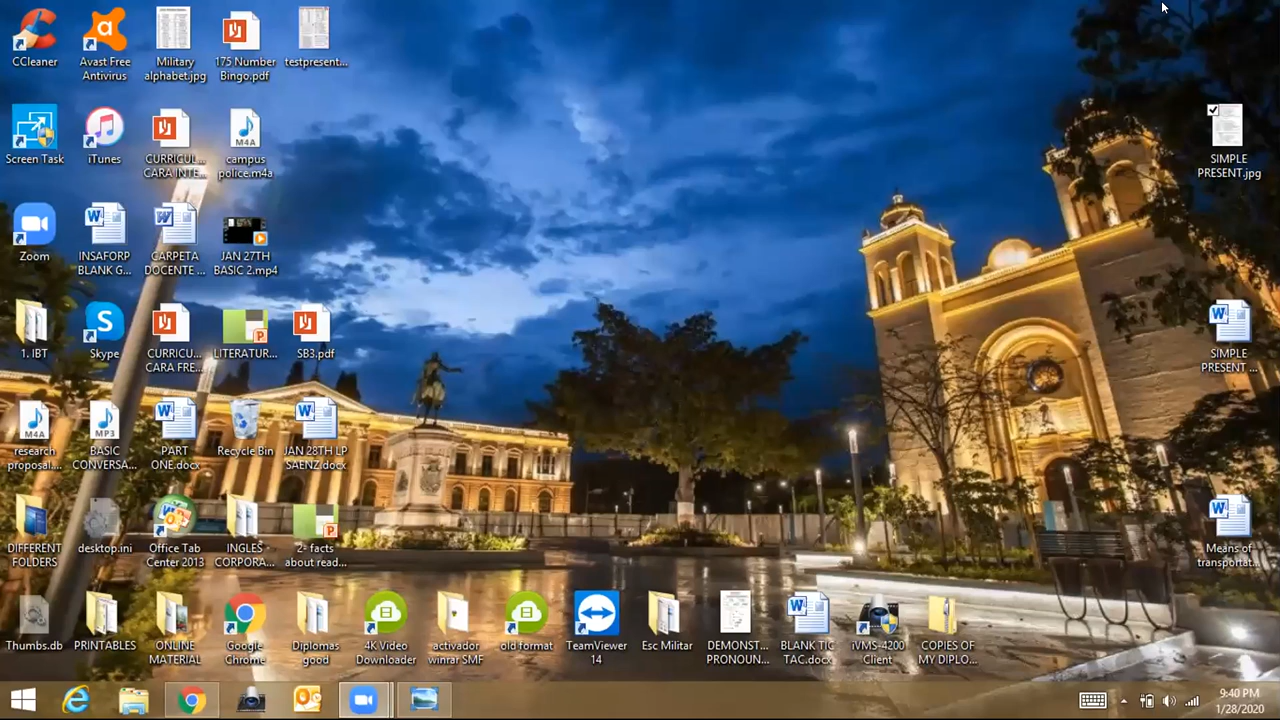 CCleaner
Avast Free
Antivirus
Military
alphabet.jpg
175 Number
Bingo.pdf
testpresent...
Screen Task
iTunes
CURRICUL...
CARA INTE...
M4A
campus
police.m4a
SIMPLE
PRESENT.jpg
Zoom
INSAFORP
BLANK G...
CARPETA
DOCENTE ...
JAN 27TH
BASIC 2.mp4
1. IBT
Skype
CURRICU...
CARA FRE...
LITERATUR...
SB3.pdf
SIMPLE
PRESENT ...
M4A
research
proposal....
MP3
BASIC
CONVERSA...
PART
ONE.docx
Recycle Bin
JAN 28TH LP
SAENZ.docx
DIFFERENT
FOLDERS
desktop.ini
Office Tab
Center 2013
INGLES
CORPORA...
2- facts
about read...
Means of
transportat...
Thumbs.db
PRINTABLES
ONLINE
MATERIAL
Google
Chrome
Diplomas
good
4K Video
Downloader
activador
winrar SMF
old format
TeamViewer
14
Esc Militar
DEMONST...
PRONOUN...
BLANK TIC
TAC.docx
iVMS-4200
Client
COPIES OF
MY DIPLO...
9:40 PM
1/28/2020